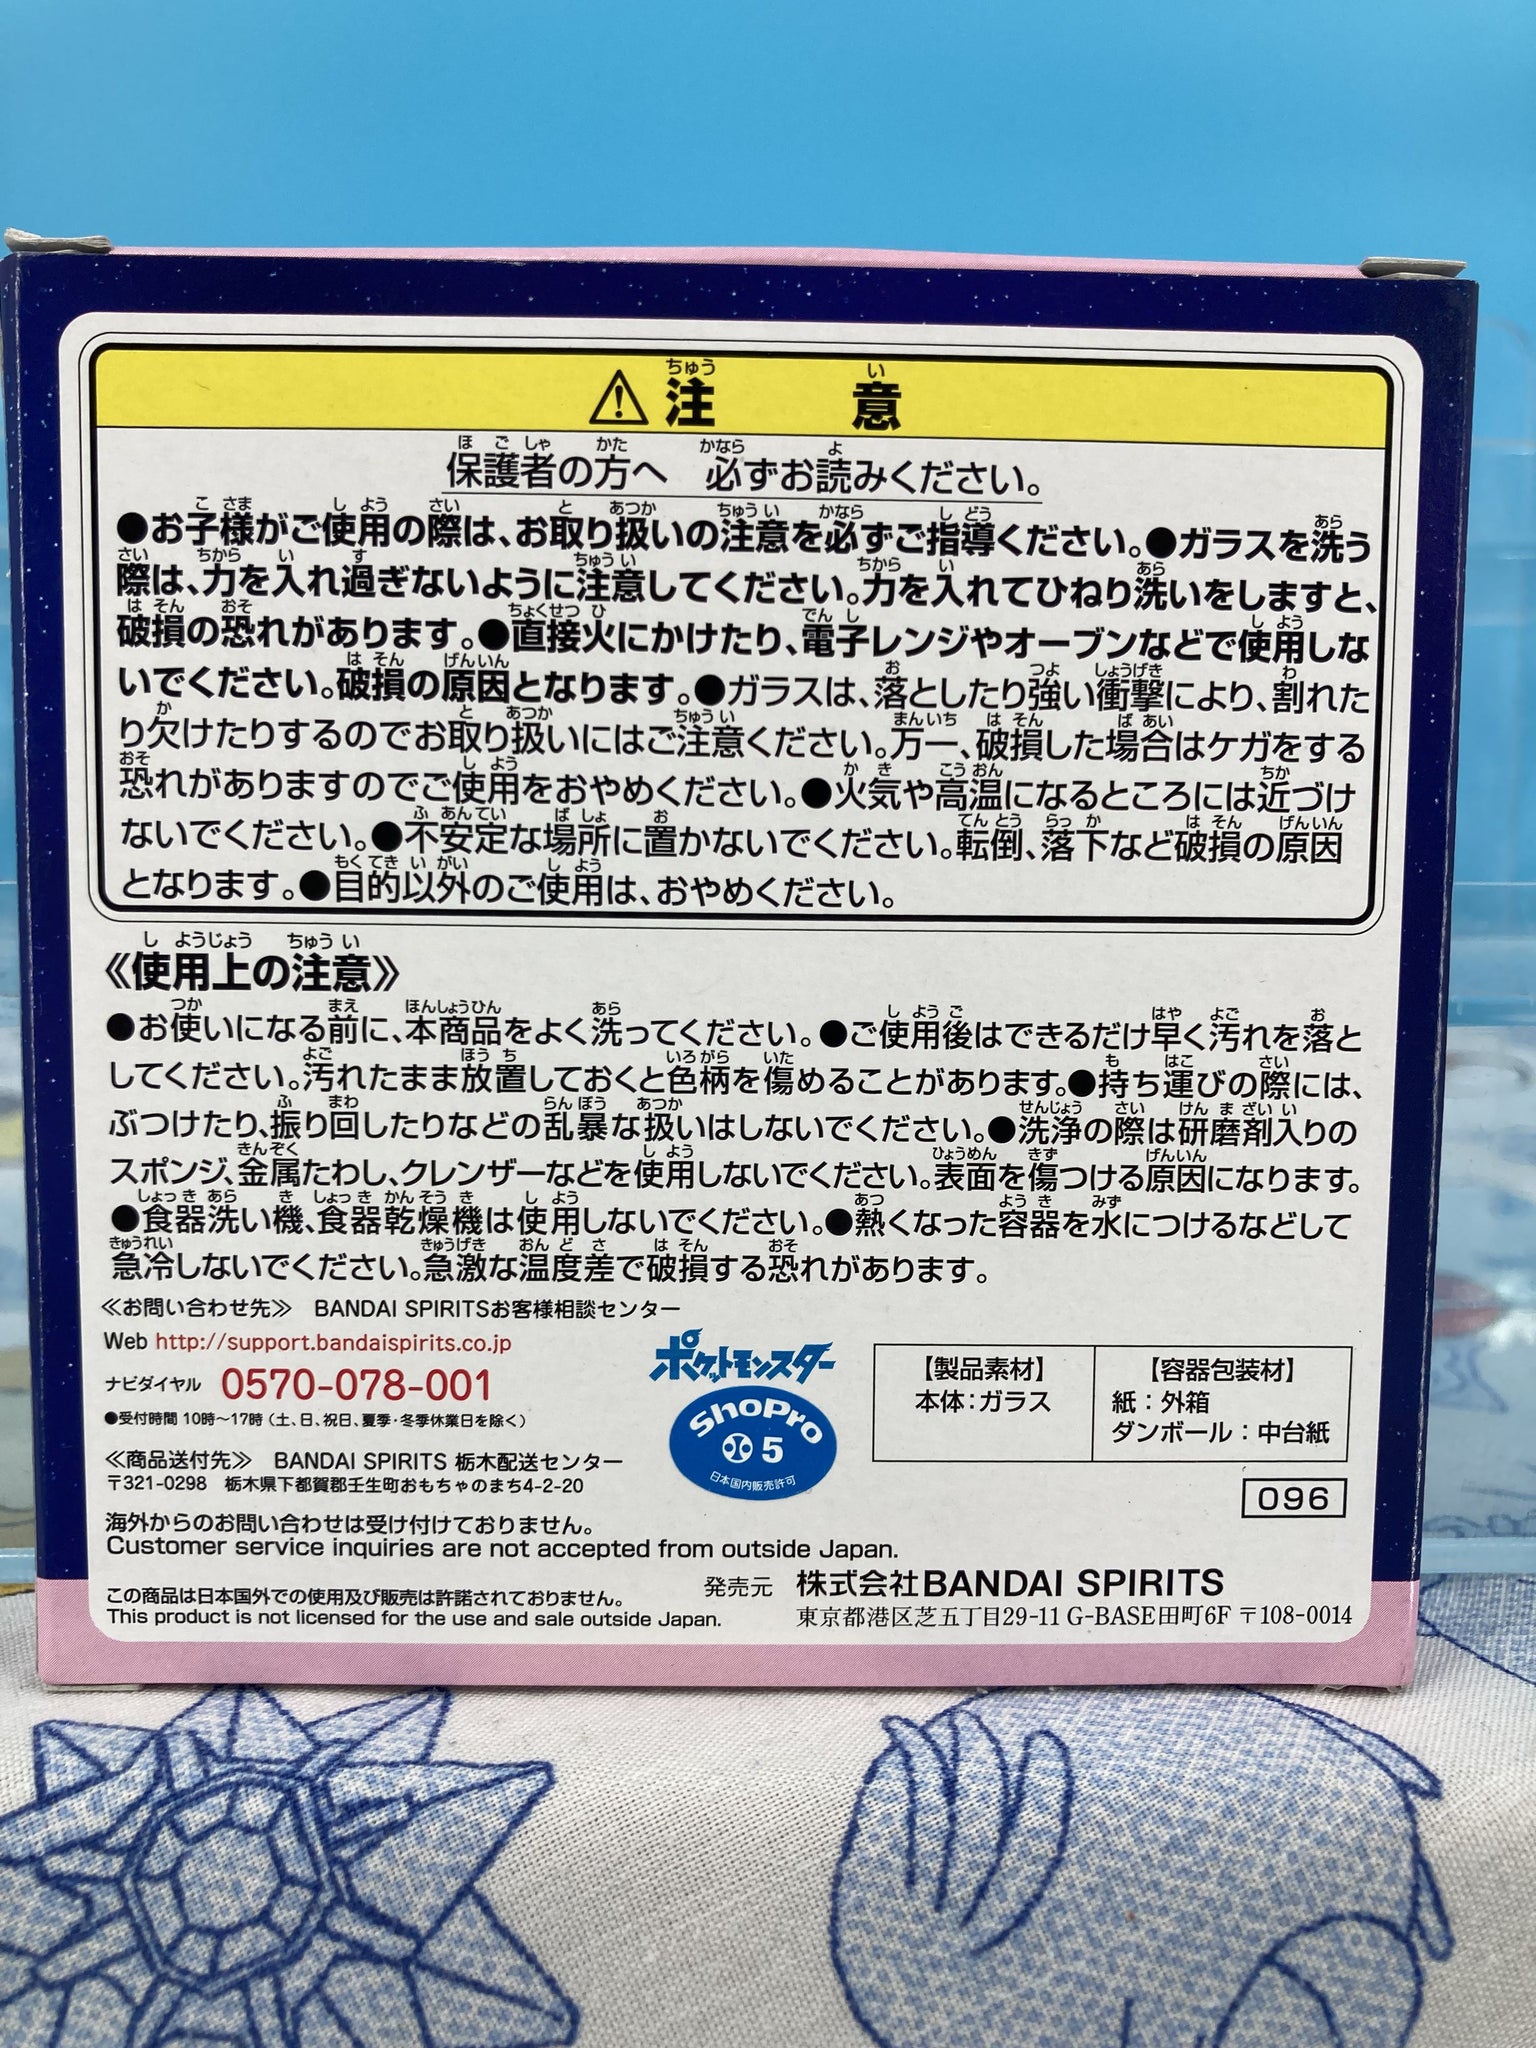 ⚠注意
保護者の方へ 必ずお読みください。
●お子様がご使用の際は、お取り扱いの注意を必ずご指導ください。●ガラスを洗う
際は、力を入れ過ぎないように注意してください。力を入れてひねり洗いをしますと、
破損の恐れがあります。●直接火にかけたり、電子レンジやオーブンなどで使用しな
いでください。破損の原因となります。●ガラスは、落としたり強い衝撃により、割れた
り欠けたりするのでお取り扱いにはご注意ください。万一、破損した場合はケガをする
恐れがありますのでご使用をおやめください。●火気や高温になるところには近づけ
ないでください。●不安定な場所に置かないでください。転倒、落下など破損の原因
となります。●目的以外のご使用は、おやめください。
《使用上の注意》
●お使いになる前に、本商品をよく洗ってください。●ご使用後はできるだけ早く汚れを落と
してください。汚れたまま放置しておくと色柄を傷めることがあります。●持ち運びの際には、
ぶつけたり、振り回したりなどの乱暴な扱いはしないでください。●洗浄の際は研磨剤入りの
スポンジ、金属たわし、クレンザーなどを使用しないでください。表面を傷つける原因になります。
●食器洗い機、食器乾燥機は使用しないでください。●熱くなった容器を水につけるなどして
急冷しないでください。急激な温度差で破損する恐れがあります。
≪お問い合わせ先≫ BANDAI SPIRITSお客様相談センター
Web http://support.bandaispirits.co.jp
ナビダイヤル 0570-078-001
●受付時間 10時〜17時（土、日、祝日、夏季・冬季休業日を除く）
≪商品送付先≫ BANDAI SPIRITS 栃木配送センター
〒321-0298 栃木県下都賀郡壬生町おもちゃのまち4-2-20
ポケットモンスター
ShoPro
5
日本国内販売許可
【製品素材】
本体：ガラス
【容器包装材】
紙：外箱
ダンボール：中台紙
096
海外からのお問い合わせは受け付けておりません。
Customer service inquiries are not accepted from outside Japan.
この商品は日本国外での使用及び販売は許諾されておりません。
This product is not licensed for the use and sale outside Japan.
発売元 株式会社BANDAI SPIRITS
東京都港区芝五丁目29-11 G-BASE田町6F 〒108-0014